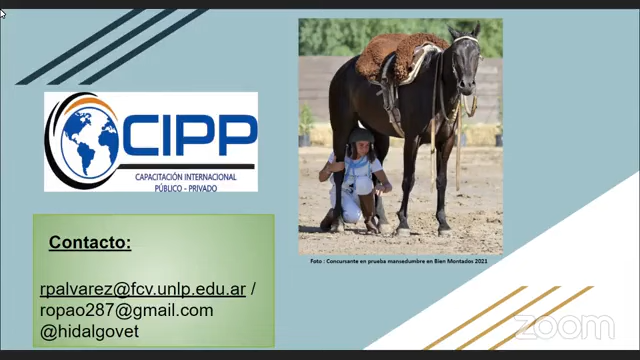 CIPP
CAPACITACIÓN INTERNACIONAL
PÚBLICO - PRIVADO
Contacto:
rpalvarez@fcv.unlp.edu.ar /
ropao287@gmail.com
@hidalgovet
Foto : Concursante en prueba mansedumbre en Bien Montados 2021
zoom